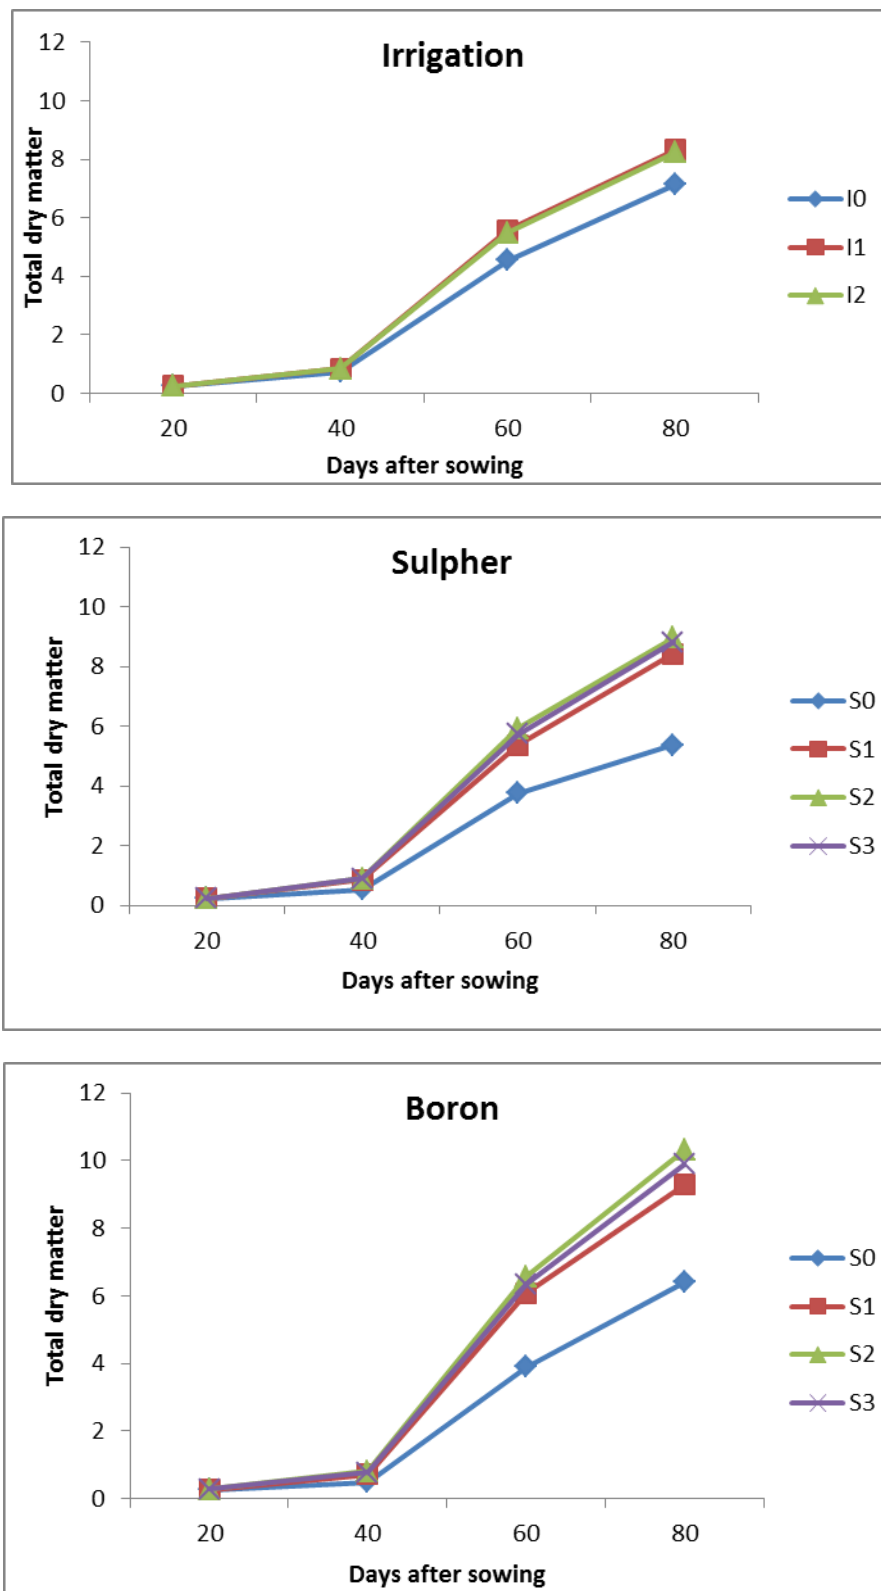 Irrigation
12
10
8
6
4
2
0
Total dry matter
20 40 60 80
Days after sowing
I0
I1
I2
Sulpher
12
10
8
6
4
2
0
Total dry matter
20 40 60 80
Days after sowing
S0
S1
S2
S3
Boron
12
10
8
6
4
2
0
Total dry matter
20 40 60 80
Days after sowing
S0
S1
S2
S3